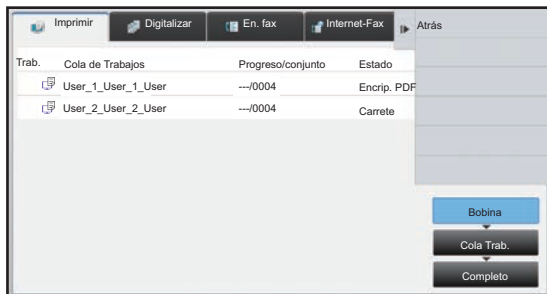 Imprimir Digitalizar En. fax Internet-Fax Atrás
Trab. Cola de Trabajos Progreso/conjunto Estado
User_1_User_1_User ---/0004 Encrip. PDF
User_2_User_2_User ---/0004 Carrete
Bobina
Cola Trab.
Completo